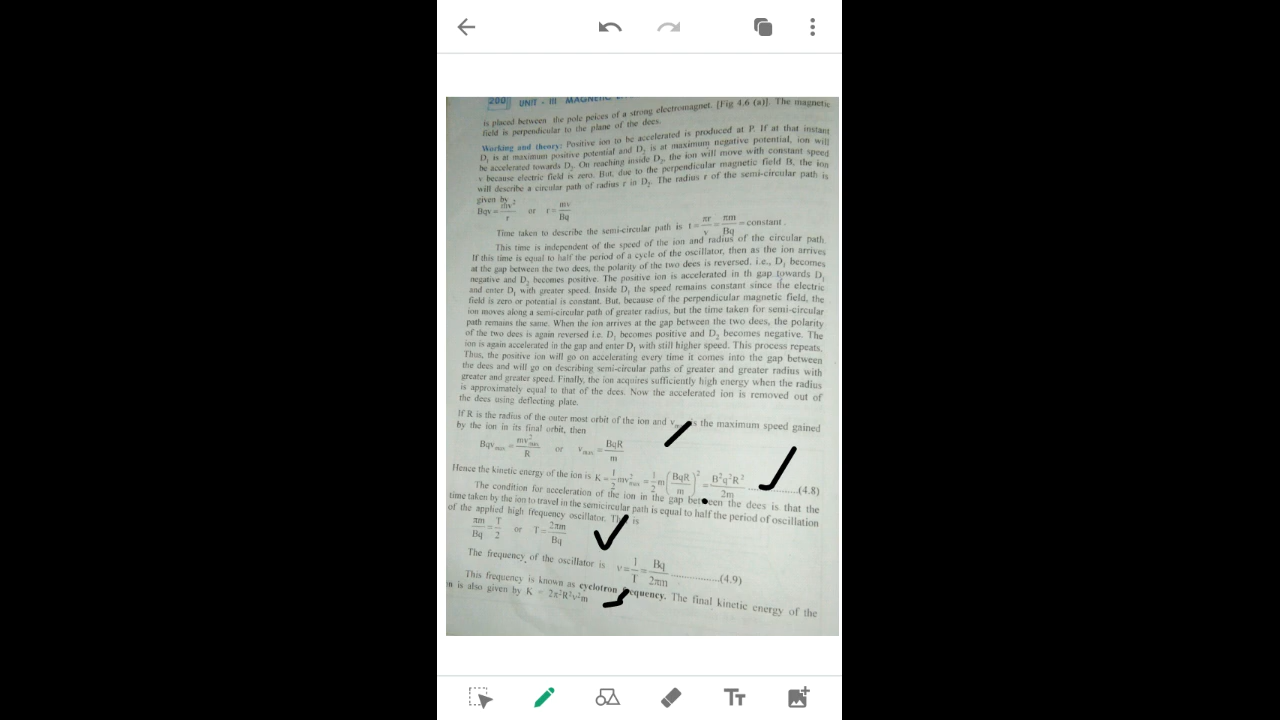 200 UNIT - III MAGNETIC
is placed between the pole peices of a strong electromagnet. [Fig 4.6 (a)]. The magnetic
field is perpendicular to the plane of the dees.
Working and theory: Positive ion to be accelerated is produced at P. If at that instant
D₁ is at maximum positive potential and D₂ is at maximum negative potential, ion will
be accelerated towards D₂. On reaching inside D₂, the ion will move with constant speed
v because electric field is zero. But, due to the perpendicular magnetic field B, the ion
will describe a circular path of radius r in D₂. The radius r of the semi-circular path is
given by
Bqv = mv²/r or r = mv/Bq
Time taken to describe the semi-circular path is t = πr/v = πm/Bq = constant.
This time is independent of the speed of the ion and radius of the circular path.
If this time is equal to half the period of a cycle of the oscillator, then as the ion arrives
at the gap between the two dees, the polarity of the two dees is reversed, i.e., D₁ becomes
negative and D₂ becomes positive. The positive ion is accelerated in th gap towards D₁
and enter D₁ with greater speed. Inside D₁ the speed remains constant since the electric
field is zero or potential is constant. But, because of the perpendicular magnetic field, the
ion moves along a semi-circular path of greater radius, but the time taken for semi-circular
path remains the same. When the ion arrives at the gap between the two dees, the polarity
of the two dees is again reversed i.e. D₁ becomes positive and D₂ becomes negative. The
ion is again accelerated in the gap and enter D₁ with still higher speed. This process repeats.
Thus, the positive ion will go on accelerating every time it comes into the gap between
the dees and will go on describing semi-circular paths of greater and greater radius with
greater and greater speed. Finally, the ion acquires sufficiently high energy when the radius
is approximately equal to that of the dees. Now the accelerated ion is removed out of
the dees using deflecting plate.
If R is the radius of the outer most orbit of the ion and is the maximum speed gained
by the ion in its final orbit, then
Bqvmax = mv²max/R or vmax = BqR/m
Hence the kinetic energy of the ion is K = 1/2 mv²max = 1/2 m(BqR/m)² = B²q²R²/2m ..............(4.8)
The condition for acceleration of the ion in the gap between the dees is that the
time taken by the ion to travel in the semicircular path is equal to half the period of oscillation
of the applied high frequency oscillator. is
πm/Bq = T/2 or T = 2πm/Bq
The frequency of the oscillator is ν = 1/T = Bq/2πm ..............(4.9)
This frequency is known as cyclotron frequency. The final kinetic energy of the
n is also given by K = 2π²R²ν²m
Tт